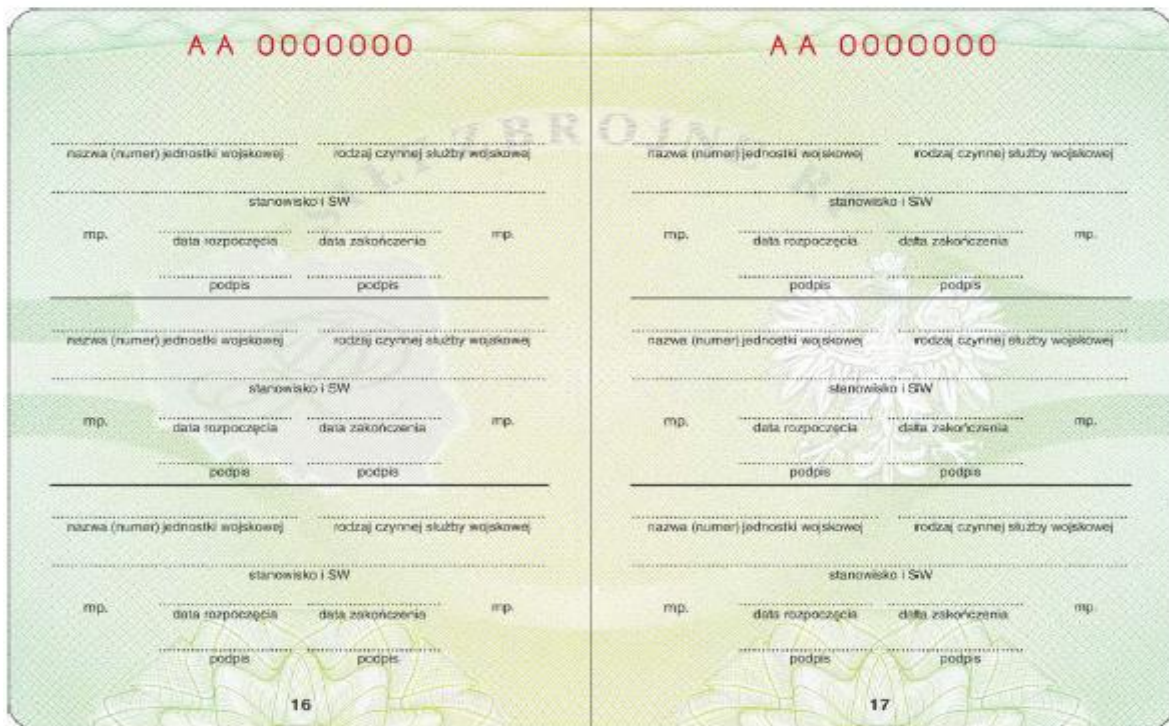 AA 0000000
nazwa (numer) jednostki wojskowej rodzaj czynnej służby wojskowej
stanowisko i SW
mp. data rozpoczęcia data zakończenia mp.
podpis podpis
nazwa (numer) jednostki wojskowej rodzaj czynnej służby wojskowej
stanowisko i SW
mp. data rozpoczęcia data zakończenia mp.
podpis podpis
nazwa (numer) jednostki wojskowej rodzaj czynnej służby wojskowej
stanowisko i SW
mp. data rozpoczęcia data zakończenia mp.
podpis podpis
16
AA 0000000
SIŁY ZBROJNE RP
nazwa (numer) jednostki wojskowej rodzaj czynnej służby wojskowej
stanowisko i SW
mp. data rozpoczęcia data zakończenia mp.
podpis podpis
nazwa (numer) jednostki wojskowej rodzaj czynnej służby wojskowej
stanowisko i SW
mp. data rozpoczęcia data zakończenia mp.
podpis podpis
nazwa (numer) jednostki wojskowej rodzaj czynnej służby wojskowej
stanowisko i SW
mp. data rozpoczęcia data zakończenia mp.
podpis podpis
17